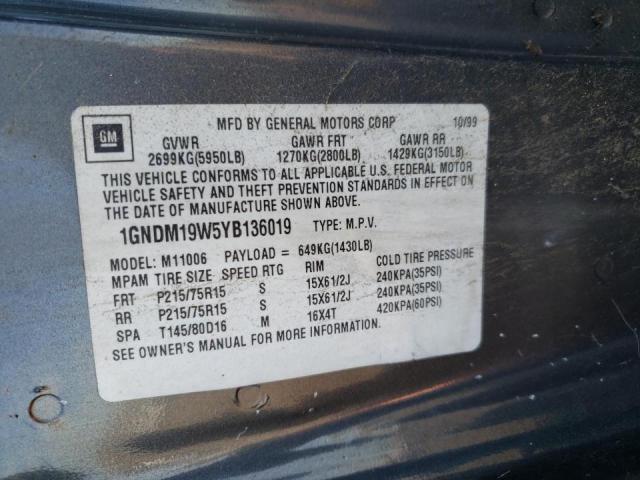 GM
MFD BY GENERAL MOTORS CORP 10/99
GVWR GAWR FRT GAWR RR
2699KG(5950LB) 1270KG(2800LB) 1429KG(3150LB)
THIS VEHICLE CONFORMS TO ALL APPLICABLE U.S. FEDERAL MOTOR
VEHICLE SAFETY AND THEFT PREVENTION STANDARDS IN EFFECT ON
THE DATE OF MANUFACTURE SHOWN ABOVE.
1GNDM19W5YB136019 TYPE: M.P.V.
MODEL: M11006 PAYLOAD = 649KG(1430LB)
MPAM TIRE SIZE SPEED RTG RIM COLD TIRE PRESSURE
FRT P215/75R15 S 15X61/2J 240KPA(35PSI)
RR P215/75R15 S 15X61/2J 240KPA(35PSI)
SPA T145/80D16 M 16X4T 420KPA(60PSI)
SEE OWNER'S MANUAL FOR MORE INFORMATION.